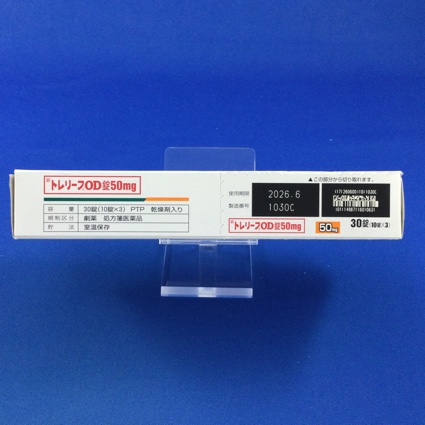 トレリーフOD錠50mg
容量 30錠(10錠×3) PTP 乾燥剤入り
規制区分 劇薬 処方箋医薬品
貯法 室温保存
▲この部分から切り取れます。
使用期限 2026.6
製造番号 1030C
トレリーフOD錠50mg
50mg
30錠(10錠×3)